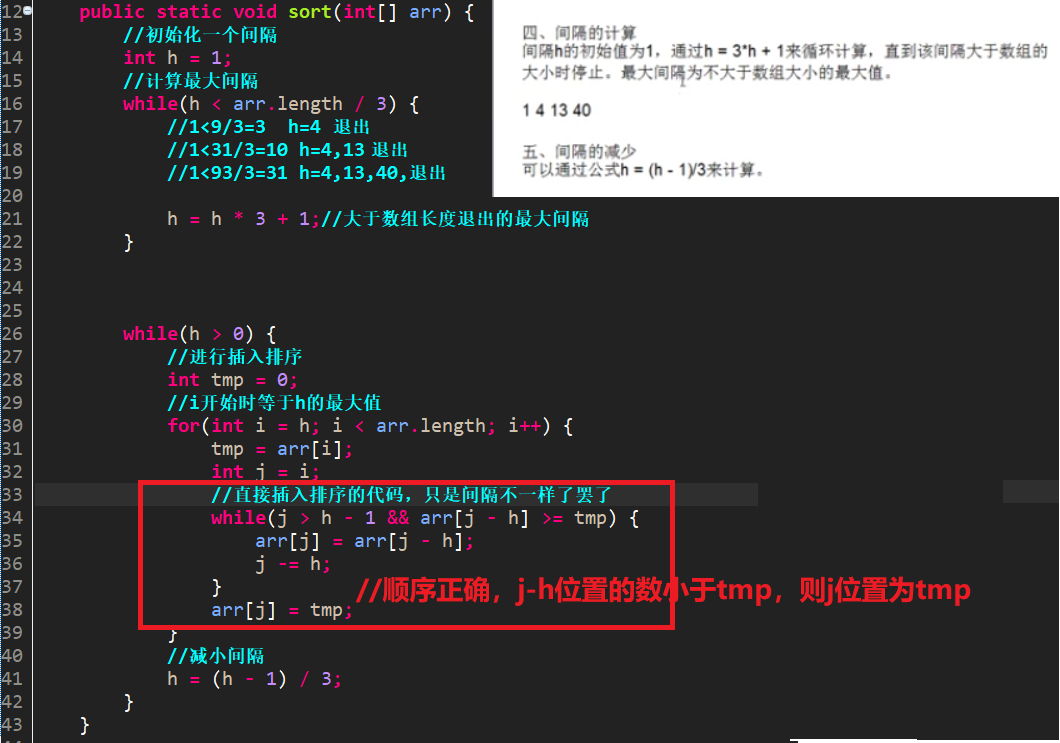 12 public static void sort(int[] arr) {
13 //初始化一个间隔
14 int h = 1;
15 //计算最大间隔
16 while(h < arr.length / 3) {
17 //1<9/3=3 h=4 退出
18 //1<31/3=10 h=4,13 退出
19 //1<93/3=31 h=4,13,40,退出
20
21 h = h * 3 + 1;//大于数组长度退出的最大间隔
22 }
23
24
25
26 while(h > 0) {
27 //进行插入排序
28 int tmp = 0;
29 //i开始时等于h的最大值
30 for(int i = h; i < arr.length; i++) {
31 tmp = arr[i];
32 int j = i;
33 //直接插入排序的代码，只是间隔不一样了罢了
34 while(j > h - 1 && arr[j - h] >= tmp) {
35 arr[j] = arr[j - h];
36 j -= h;
37 }
//顺序正确，j-h位置的数小于tmp，则j位置为tmp
38 arr[j] = tmp;
39 }
40 //减小间隔
41 h = (h - 1) / 3;
42 }
43 }
四、间隔的计算
间隔h的初始值为1，通过h = 3*h + 1来循环计算，直到该间隔大于数组的
大小时停止。最大间隔为不大于数组大小的最大值。
1 4 13 40
五、间隔的减少
可以通过公式h = (h - 1)/3来计算。